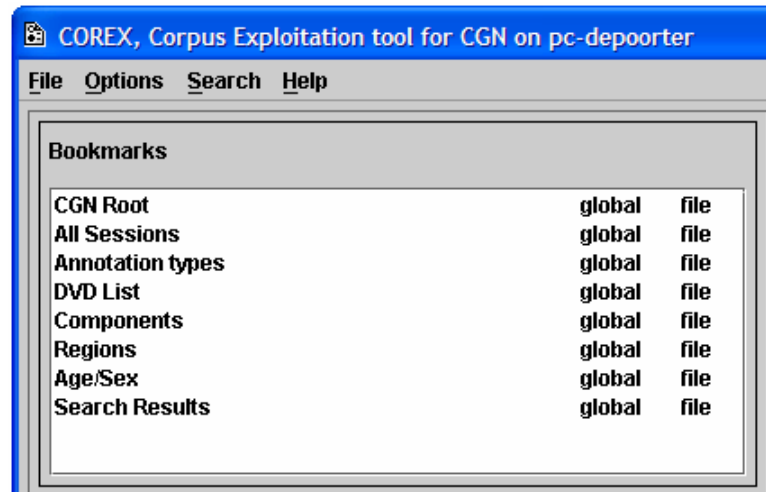 COREX, Corpus Exploitation tool for CGN on pc-depoorter
File Options Search Help
Bookmarks
CGN Root global file
All Sessions global file
Annotation types global file
DVD List global file
Components global file
Regions global file
Age/Sex global file
Search Results global file